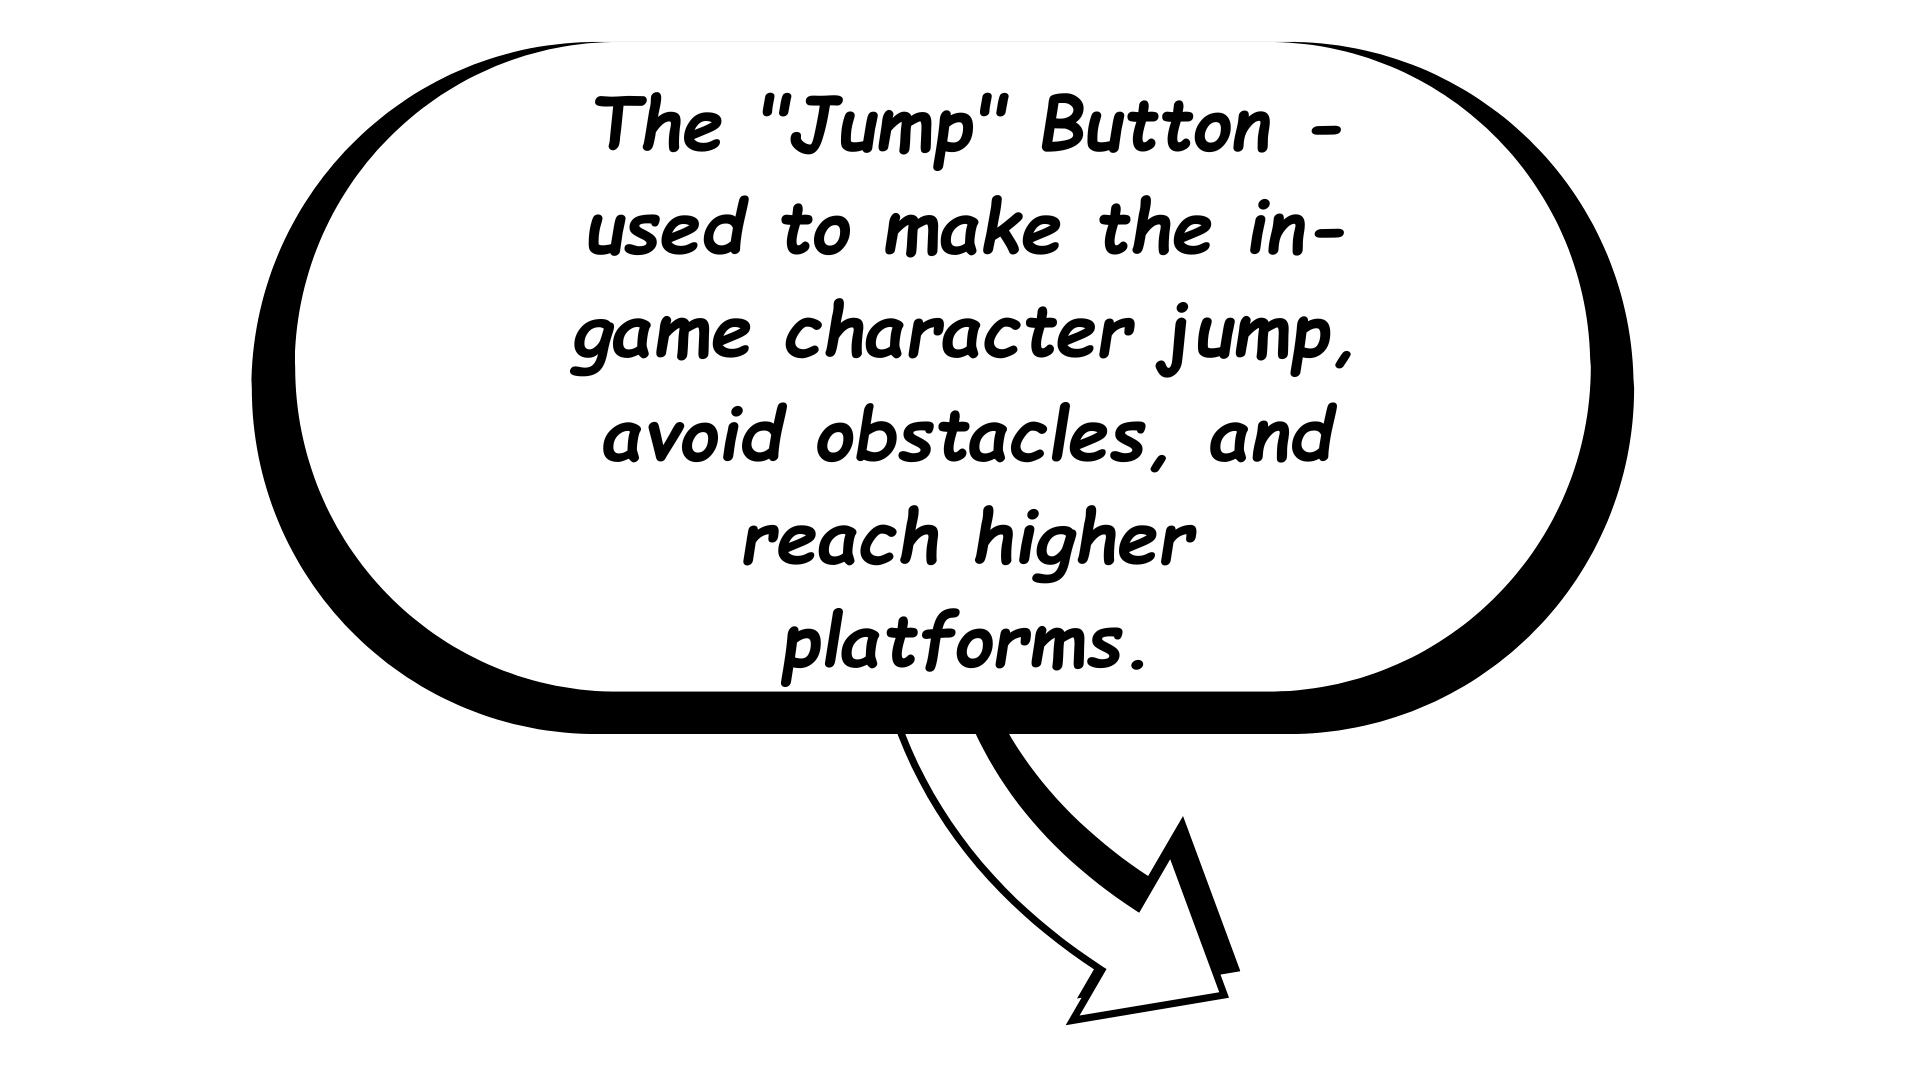 The "Jump" Button -
used to make the in-
game character jump,
avoid obstacles, and
reach higher
platforms.